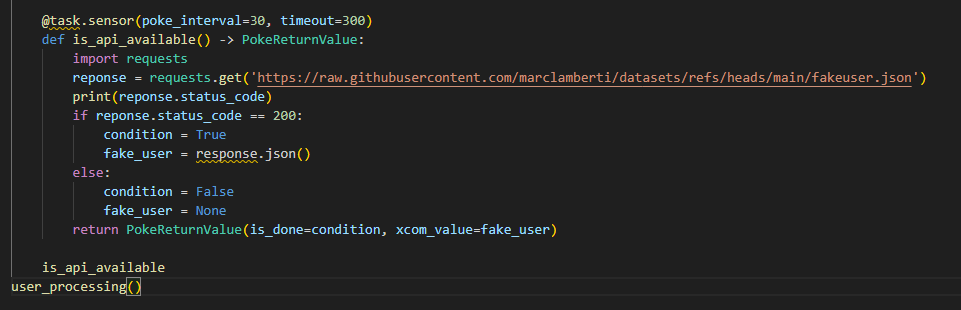 @task.sensor(poke_interval=30, timeout=300)
def is_api_available() -> PokeReturnValue:
import requests
reponse = requests.get('https://raw.githubusercontent.com/marclamberti/datasets/refs/heads/main/fakeuser.json')
print(reponse.status_code)
if reponse.status_code == 200:
condition = True
fake_user = response.json()
else:
condition = False
fake_user = None
return PokeReturnValue(is_done=condition, xcom_value=fake_user)
is_api_available
user_processing()